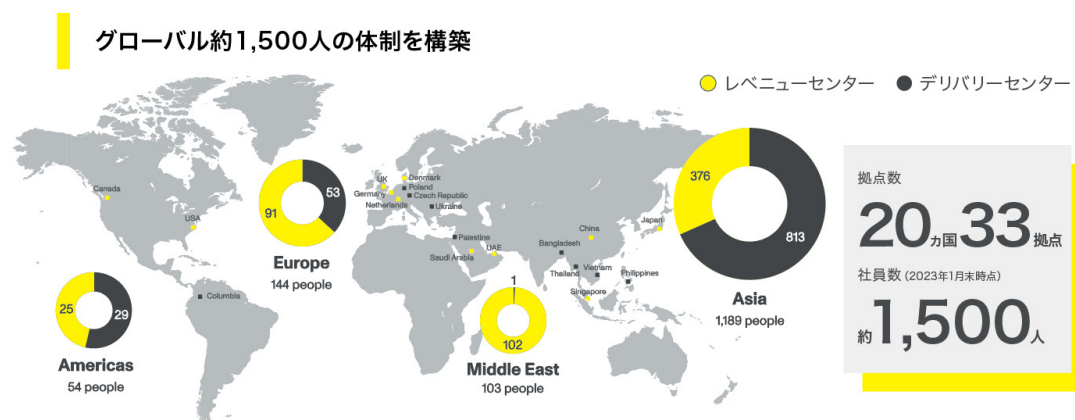 グローバル約1,500人の体制を構築
レベニューセンター
デリバリーセンター
Canada
USA
Columbia
25
29
Americas
54 people
91
53
Europe
144 people
UK
Denmark
Poland
Germany
Czech Republic
Netherlands
Ukraine
Palestine
Saudi Arabia
UAE
1
102
Middle East
103 people
China
Japan
Bangladesh
Thailand
Vietnam
Philippines
Singapore
376
813
Asia
1,189 people
拠点数
20ヵ国33拠点
社員数 (2023年1月末時点)
約1,500人